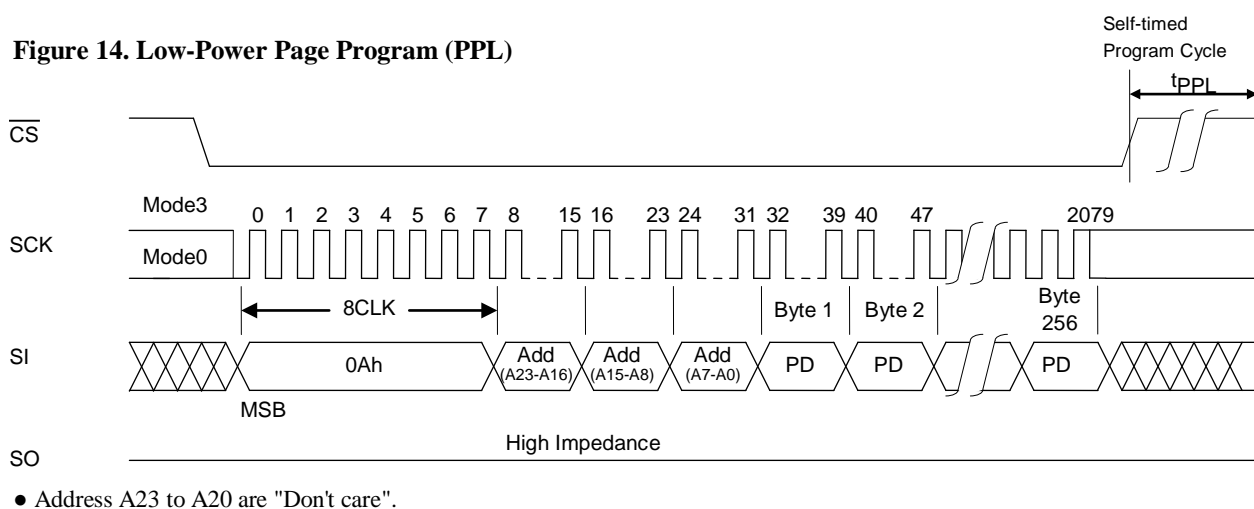 Figure 14. Low-Power Page Program (PPL)
Self-timed
Program Cycle
tPPL
CS
Mode3
SCK
Mode0
0 1 2 3 4 5 6 7 8 15 16 23 24 31 32 39 40 47 2079
8CLK
Byte 1
Byte 2
Byte
256
SI
0Ah
Add
(A23-A16)
Add
(A15-A8)
Add
(A7-A0)
PD
PD
PD
MSB
High Impedance
SO
● Address A23 to A20 are "Don't care".